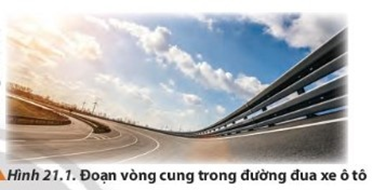 Hình 21.1. Đoạn vòng cung trong đường đua xe ô tô